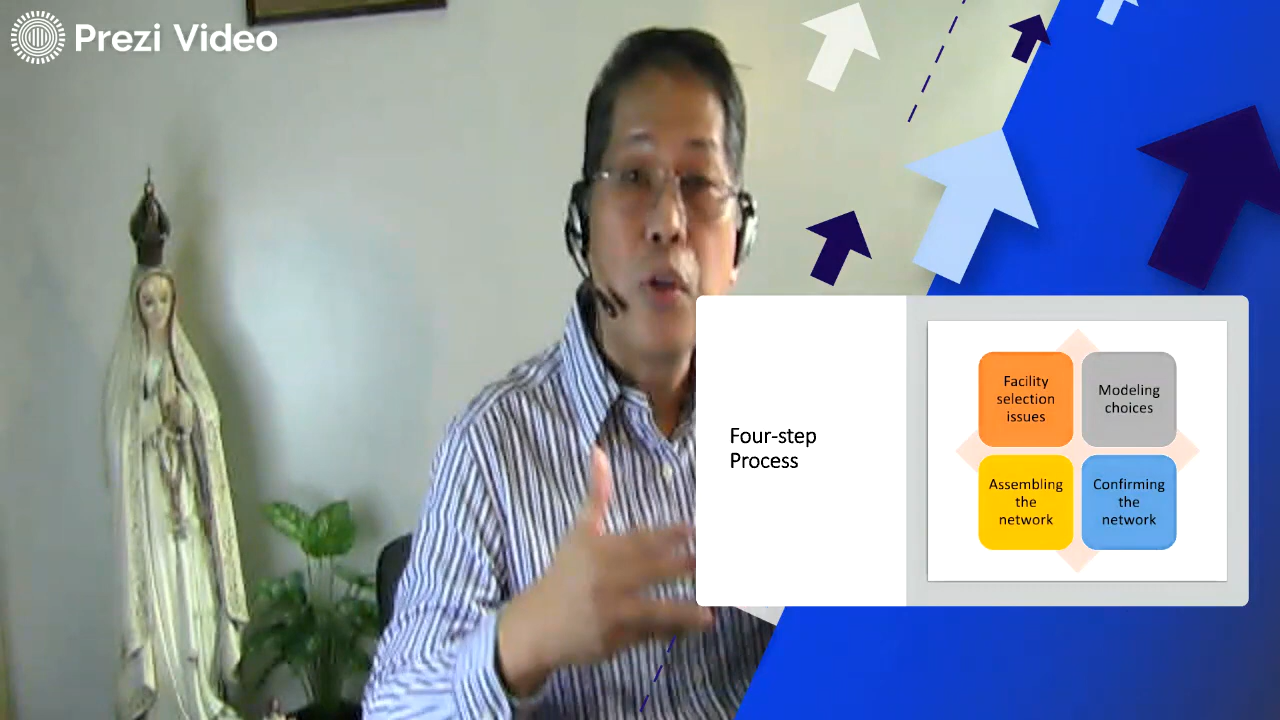 Prezi Video
Four-step
Process
Facility
selection
issues
Modeling
choices
Assembling
the
network
Confirming
the
network